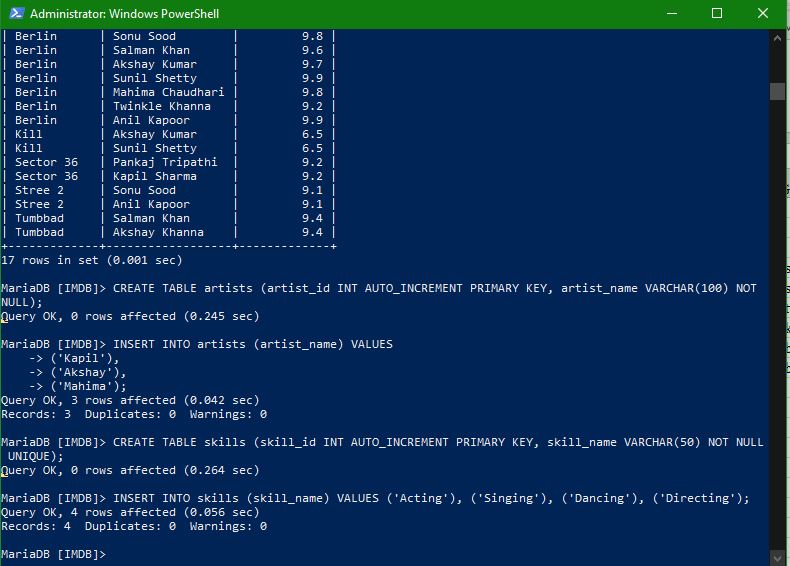 Administrator: Windows PowerShell
| Berlin | Sonu Sood | 9.8 |
| Berlin | Salman Khan | 9.6 |
| Berlin | Akshay Kumar | 9.7 |
| Berlin | Sunil Shetty | 9.9 |
| Berlin | Mahima Chaudhari | 9.8 |
| Berlin | Twinkle Khanna | 9.2 |
| Berlin | Anil Kapoor | 9.9 |
| Kill | Akshay Kumar | 6.5 |
| Kill | Sunil Shetty | 6.5 |
| Sector 36 | Pankaj Tripathi | 9.2 |
| Sector 36 | Kapil Sharma | 9.2 |
| Stree 2 | Sonu Sood | 9.1 |
| Stree 2 | Anil Kapoor | 9.1 |
| Tumbbad | Salman Khan | 9.4 |
| Tumbbad | Akshay Khanna | 9.4 |
+------------+------------------+-------------+
17 rows in set (0.001 sec)
MariaDB [IMDB]> CREATE TABLE artists (artist_id INT AUTO_INCREMENT PRIMARY KEY, artist_name VARCHAR(100) NOT
NULL);
Query OK, 0 rows affected (0.245 sec)
MariaDB [IMDB]> INSERT INTO artists (artist_name) VALUES
-> ('Kapil'),
-> ('Akshay'),
-> ('Mahima');
Query OK, 3 rows affected (0.042 sec)
Records: 3 Duplicates: 0 Warnings: 0
MariaDB [IMDB]> CREATE TABLE skills (skill_id INT AUTO_INCREMENT PRIMARY KEY, skill_name VARCHAR(50) NOT NULL
UNIQUE);
Query OK, 0 rows affected (0.264 sec)
MariaDB [IMDB]> INSERT INTO skills (skill_name) VALUES ('Acting'), ('Singing'), ('Dancing'), ('Directing');
Query OK, 4 rows affected (0.056 sec)
Records: 4 Duplicates: 0 Warnings: 0
MariaDB [IMDB]>